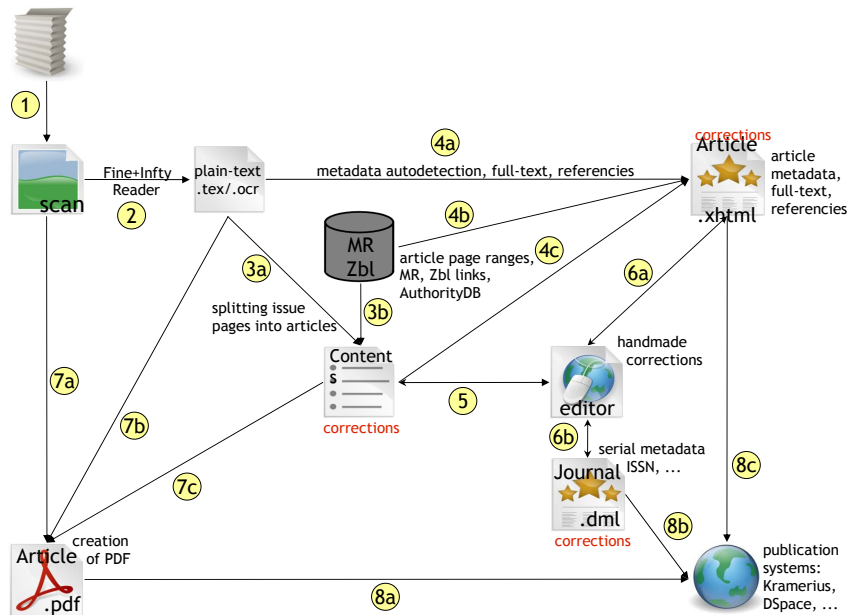 1
corrections
Article
.xhtml
article
metadata,
full-text,
referencies
4a
metadata autodetection, full-text, referencies
scan
Fine+Infty
Reader
2
plain-text
.tex/.ocr
MR
Zbl
4b
4c
article page ranges,
MR, Zbl links,
AuthorityDB
3a
3b
splitting issue
pages into articles
6a
Content
s
corrections
5
handmade
corrections
editor
6b
serial metadata
ISSN, ...
Journal
.dml
corrections
7a
7b
7c
8c
8b
creation
of PDF
Article
.pdf
8a
publication
systems:
Kramerius,
DSpace, ...